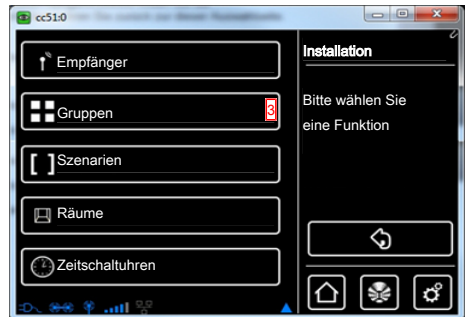 cc51:0
Empfänger
Gruppen
3
Szenarien
Räume
Zeitschaltuhren
Installation
Bitte wählen Sie
eine Funktion